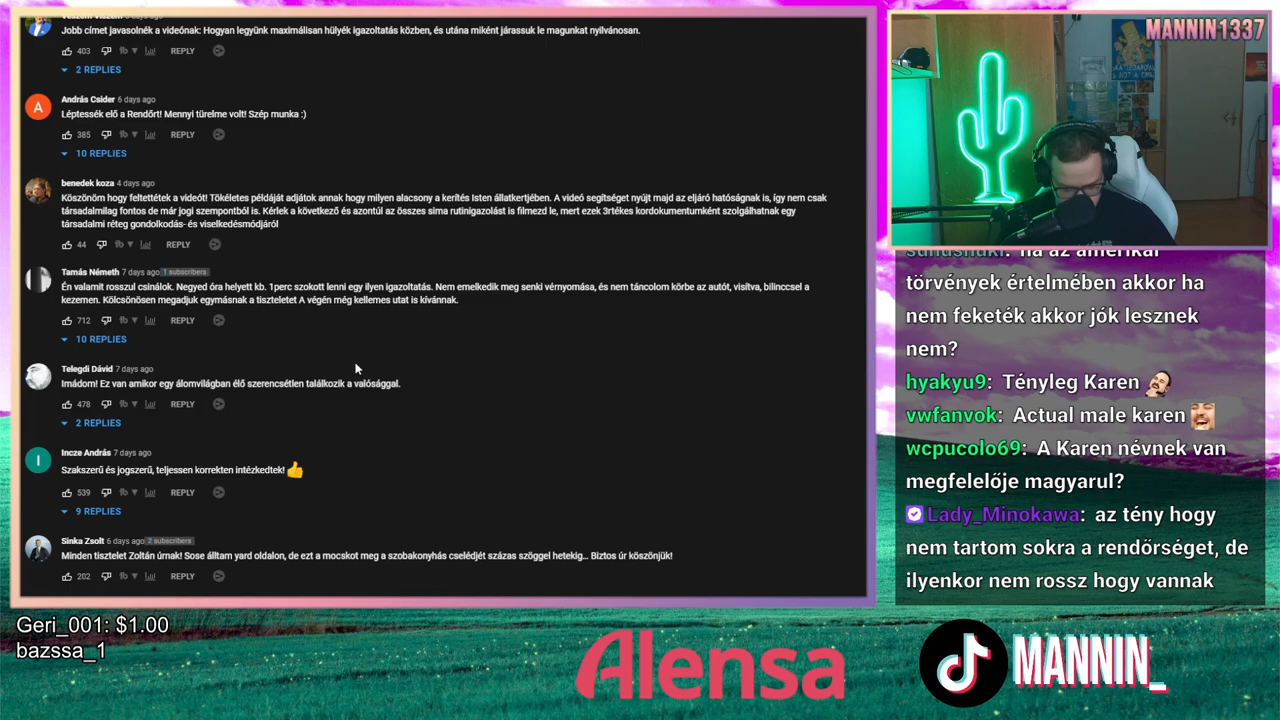 Jobb címet javasolnék a videónak: Hogyan legyünk maximálisan hülyék igazoltatás közben, és utána miként járassuk le magunkat nyilvánosan.
403 REPLY
2 REPLIES
A
András Csider 6 days ago
Léptessék elő a Rendőrt! Mennyi türelme volt! Szép munka :)
385 REPLY
10 REPLIES
benedek koza 4 days ago
Köszönöm hogy feltettétek a videót! Tökéletes példáját adjátok annak hogy milyen alacsony a kerítés Isten állatkertjében. A videó segítséget nyújt majd az eljáró hatóságnak is, így nem csak
társadalmilag fontos de már jogi szempontból is. Kérlek a következő és azontúl az összes sima rutinigazolást is filmezd le, mert ezek 3rtékes kordokumentumként szolgálhatnak egy
társadalmi réteg gondolkodás- és viselkedésmódjáról
44 REPLY
Tamás Németh 7 days ago 1 subscribers
Én valamit rosszul csinálok. Negyed óra helyett kb. 1perc szokott lenni egy ilyen igazoltatás. Nem emelkedik meg senki vérnyomása, és nem táncolom körbe az autót, visítva, bilinccsel a
kezemen. Kölcsönösen megadjuk egymásnak a tiszteletet A végén még kellemes utat is kívánnak.
712 REPLY
10 REPLIES
Telegdi Dávid 7 days ago
Imádom! Ez van amikor egy álomvilágban élő szerencsétlen találkozik a valósággal.
478 REPLY
2 REPLIES
I
Incze András 7 days ago
Szakszerű és jogszerű, teljessen korrekten intézkedtek! 👍
539 REPLY
9 REPLIES
Sinka Zsolt 6 days ago 2 subscribers
Minden tisztelet Zoltán úrnak! Sose álltam yard oldalon, de ezt a mocskot meg a szobakonyhás cselédjét százas szöggel hetekig... Biztos úr köszönjük!
202 REPLY
MANNIN1337
ha az amerikai
törvények értelmében akkor ha
nem feketék akkor jók lesznek
nem?
hyakyu9: Tényleg Karen
vwfanvok: Actual male karen
wcpucolo69: A Karen névnek van
megfelelője magyarul?
Lady_Minokawa: az tény hogy
nem tartom sokra a rendőrséget, de
ilyenkor nem rossz hogy vannak
Geri_001: $1.00
bazssa_1
Alensa
MANNIN_